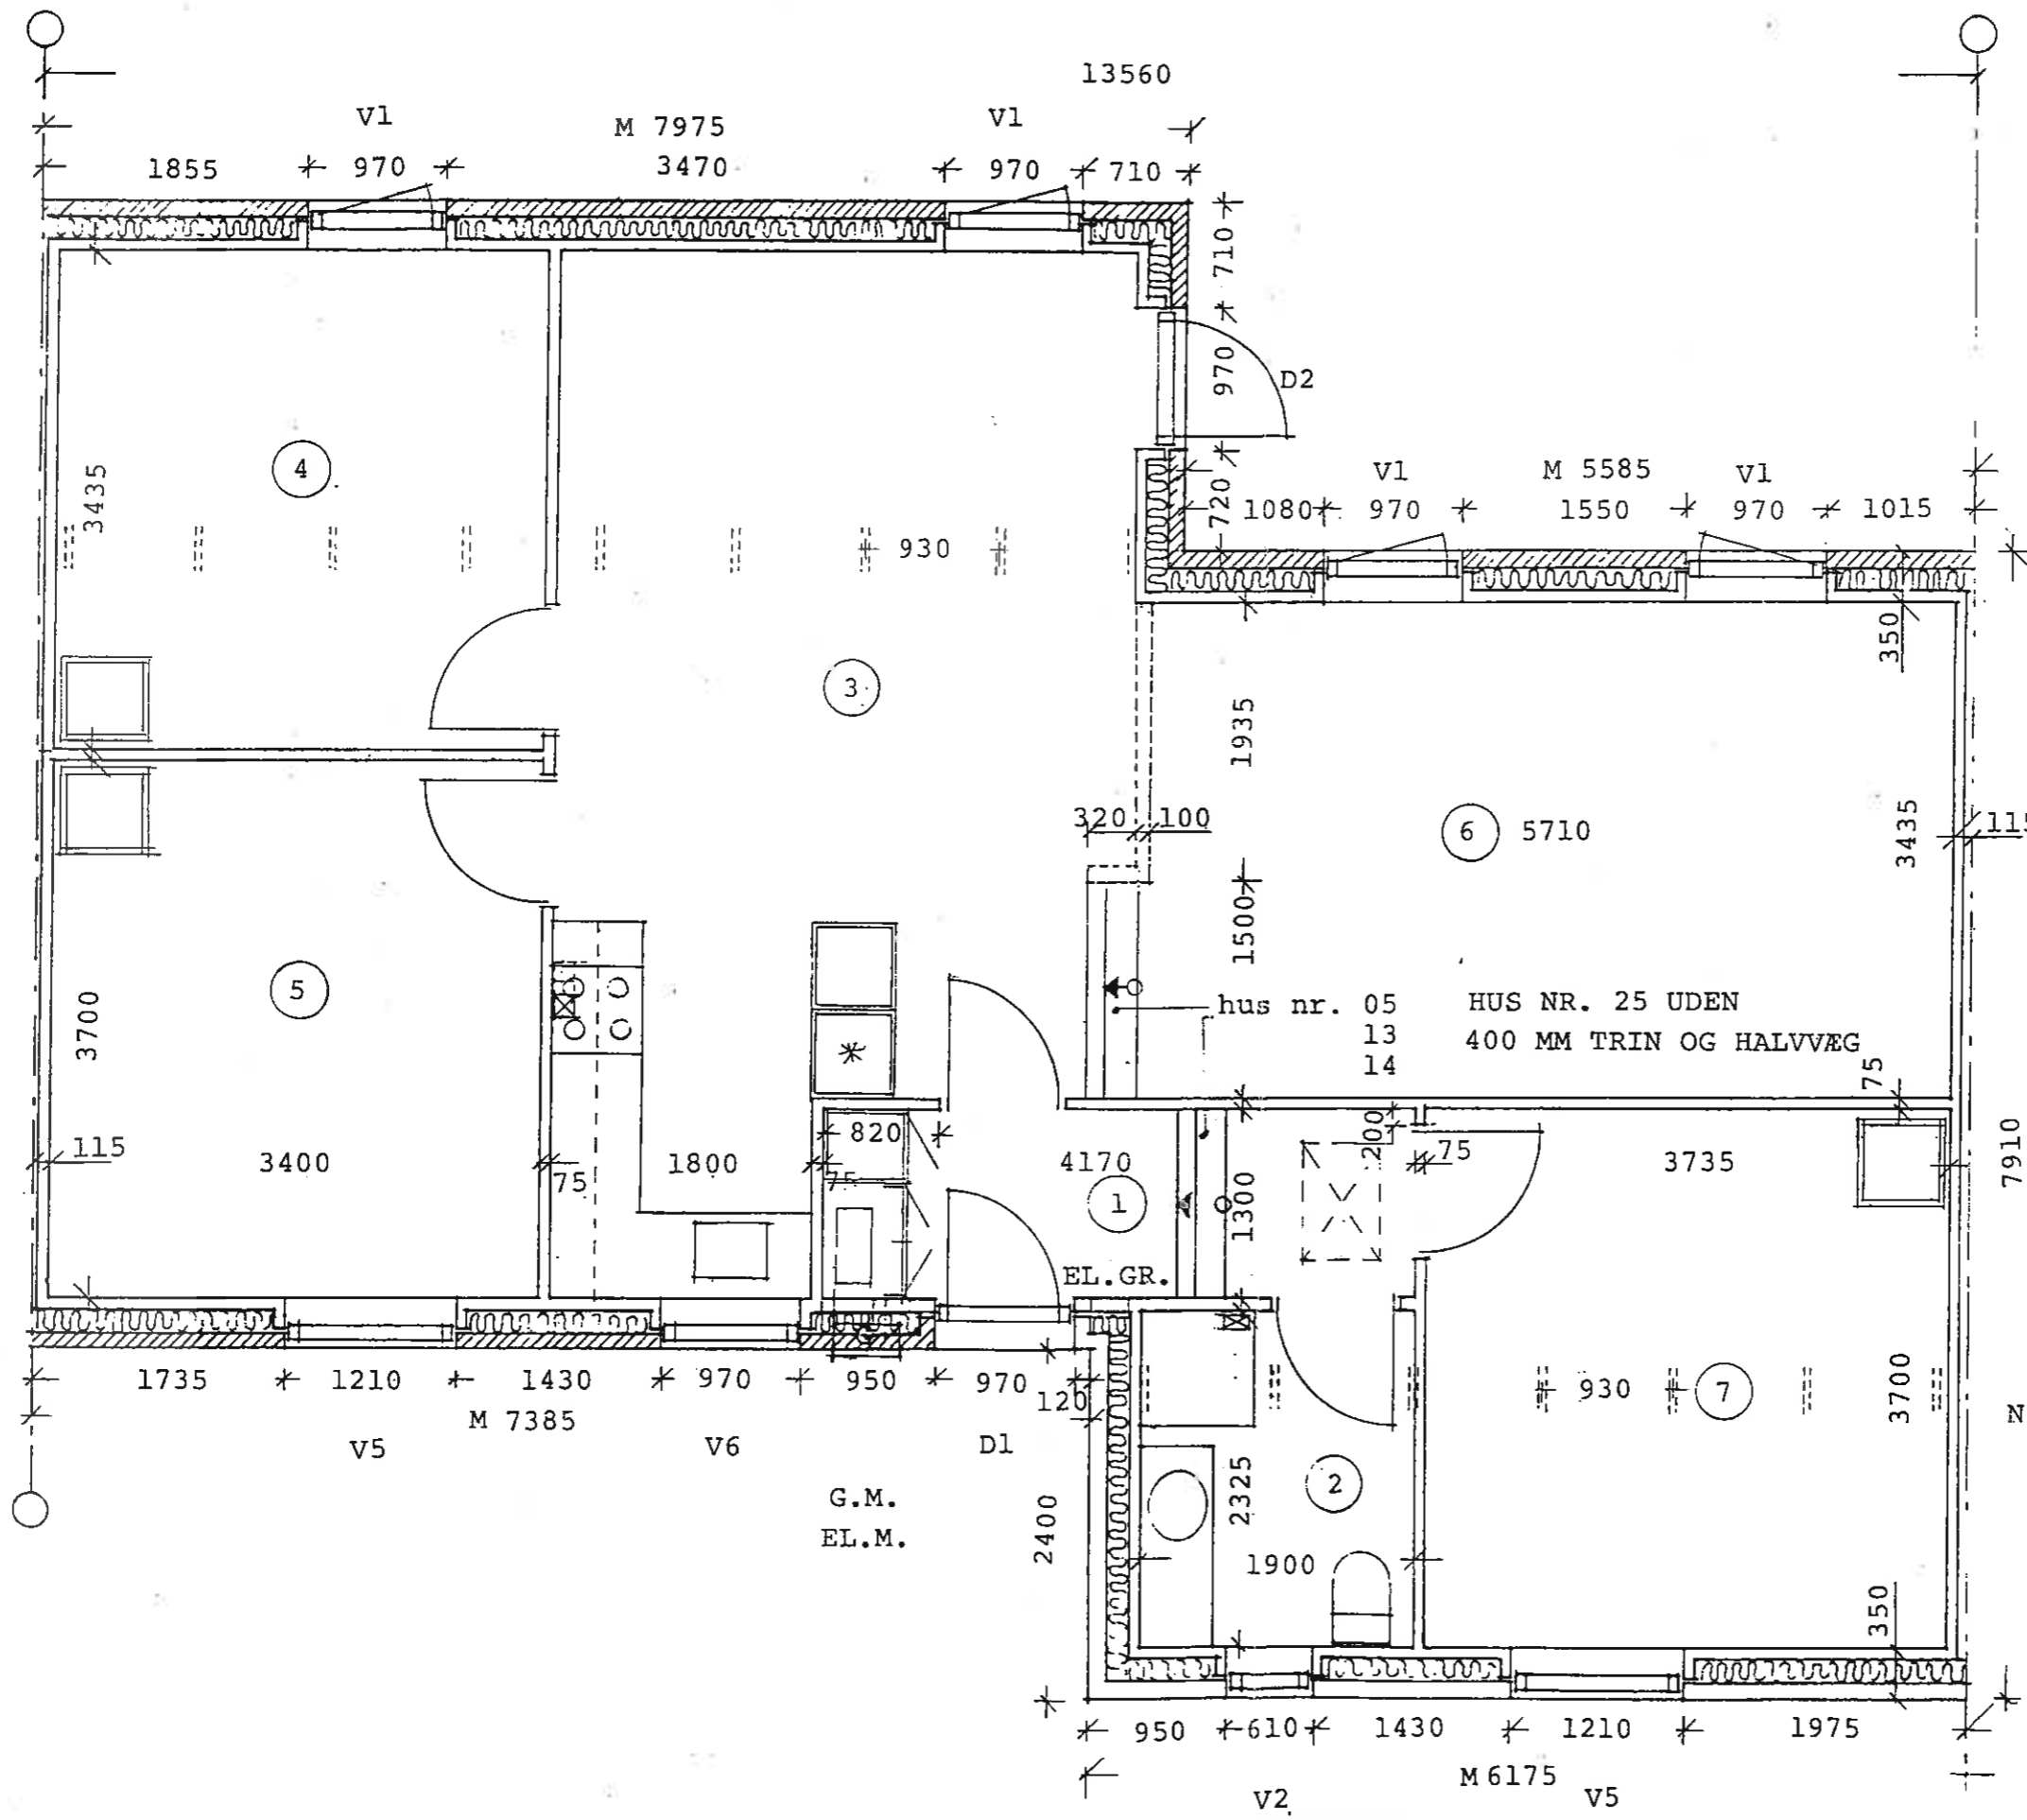 13560
V1 M 7975 V1
1855 970 3470 970 710
710
970
D2
V1 M 5585 V1
720 1080 970 1550 970 1015
4
3435
930
350
3
1935
320 100
6 5710
3435
115
1500
5
3700
hus nr. 05 HUS NR. 25 UDEN
13 400 MM TRIN OG HALVVÆG
14
75
820
200
115 3400 75 1800 75 4170 75 3735
7910
1
1300
EL.GR.
1735 1210 1430 970 950 970 120
M 7385
930 7
3700
N
V5 V6 D1
G.M.
EL.M.
2400
2325
2
1900
350
950 610 1430 1210 1975
M 6175
V2 V5